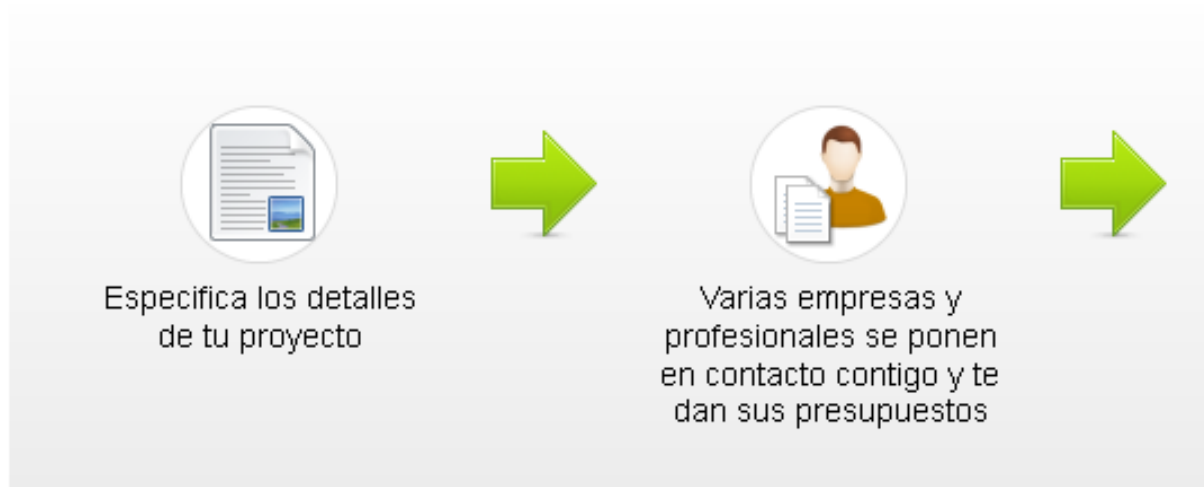 Especifica los detalles
de tu proyecto
Varias empresas y
profesionales se ponen
en contacto contigo y te
dan sus presupuestos